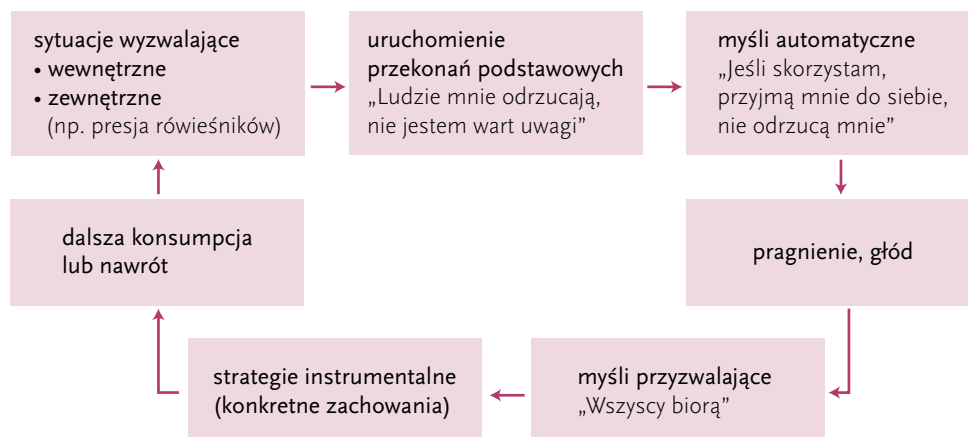 sytuacje wyzwalające
• wewnętrzne
• zewnętrzne
(np. presja rówieśników)
uruchomienie
przekonań podstawowych
„Ludzie mnie odrzucają,
nie jestem wart uwagi”
myśli automatyczne
„Jeśli skorzystam,
przyjmą mnie do siebie,
nie odrzucą mnie”
pragnienie, głód
myśli przyzwalające
„Wszyscy biorą”
strategie instrumentalne
(konkretne zachowania)
dalsza konsumpcja
lub nawrót